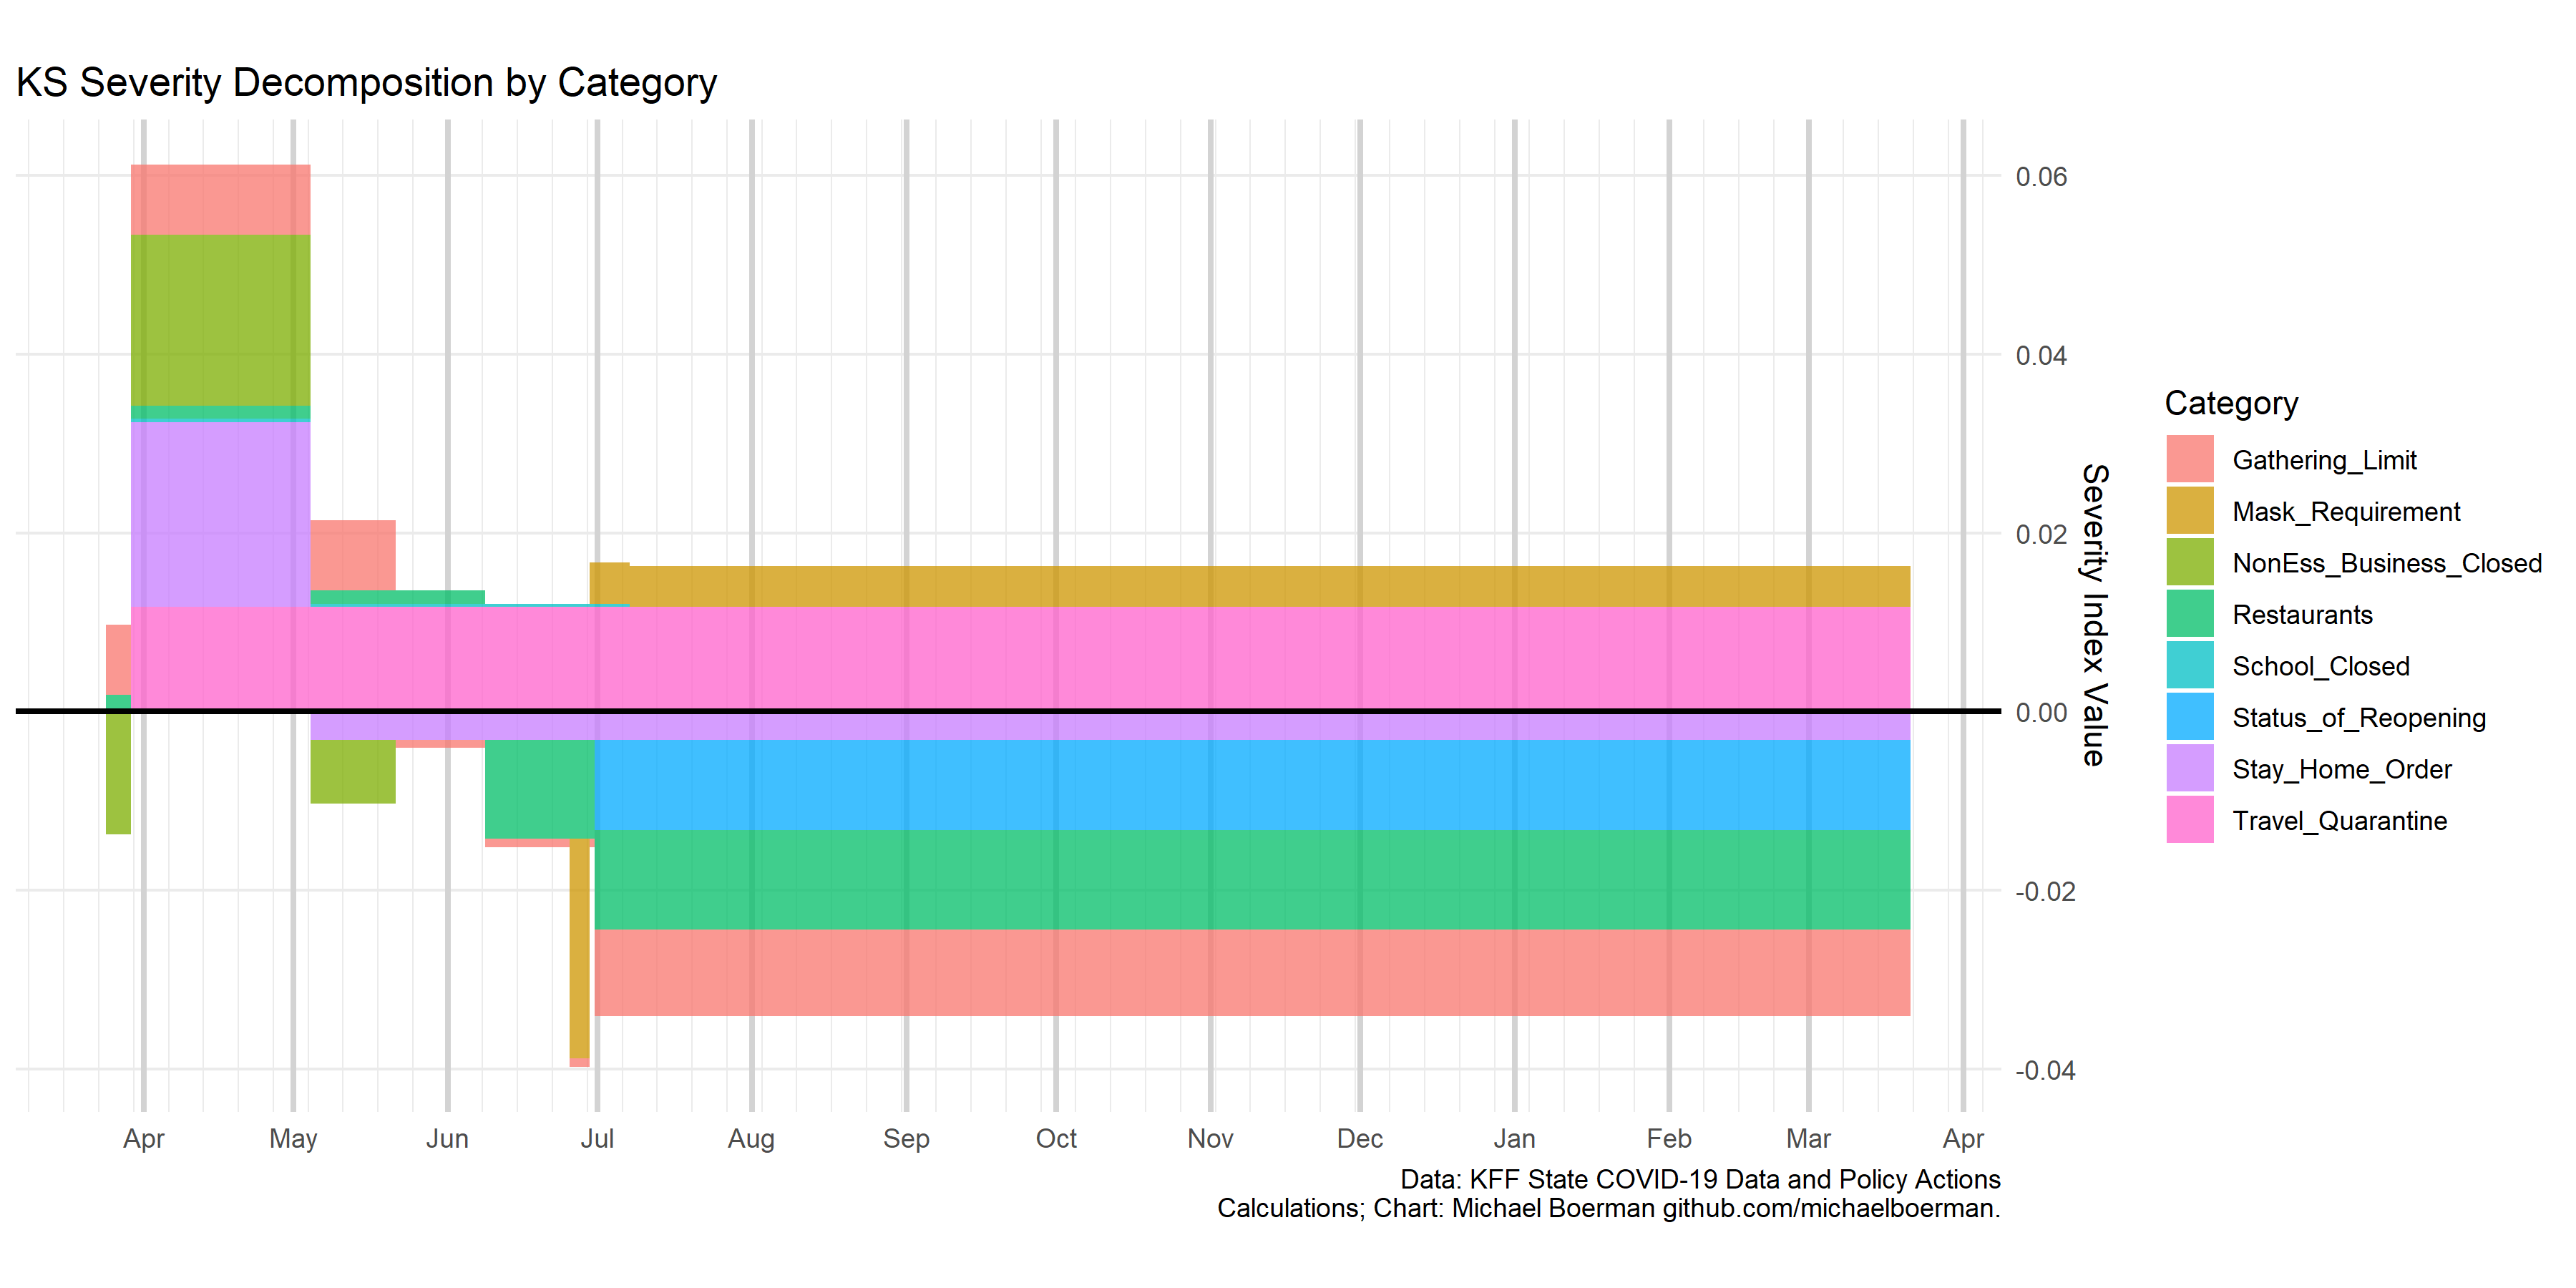 KS Severity Decomposition by Category
0.06
0.04
0.02
0.00
-0.02
-0.04
Severity Index Value
Apr May Jun Jul Aug Sep Oct Nov Dec Jan Feb Mar Apr
Category
Gathering_Limit
Mask_Requirement
NonEss_Business_Closed
Restaurants
School_Closed
Status_of_Reopening
Stay_Home_Order
Travel_Quarantine
Data: KFF State COVID-19 Data and Policy Actions
Calculations; Chart: Michael Boerman github.com/michaelboerman.